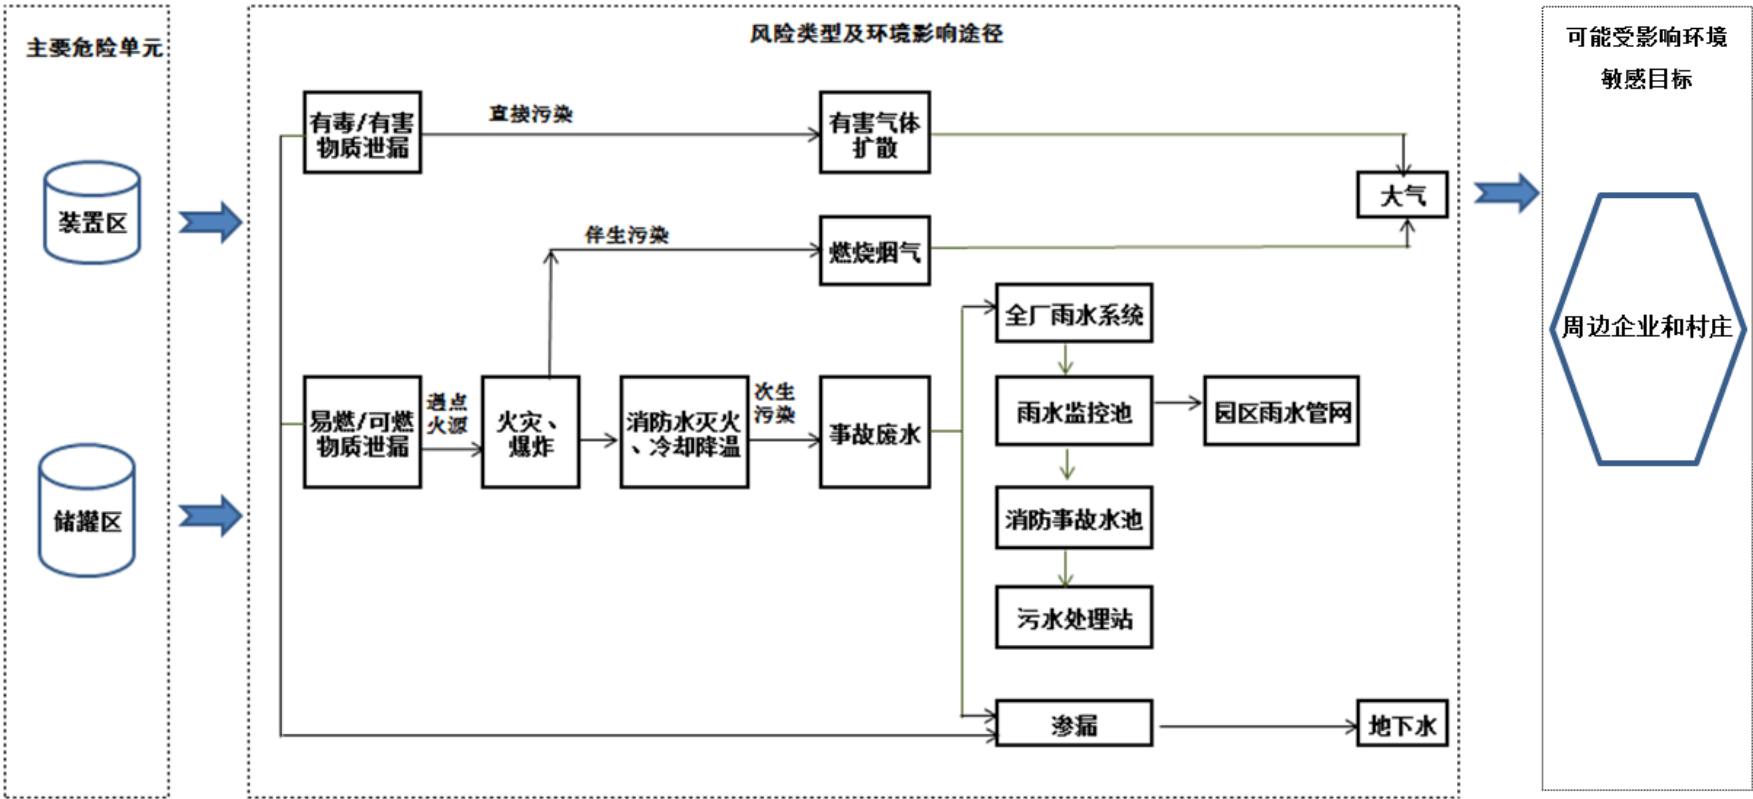 主要危险单元
装置区
储罐区
风险类型及环境影响途径
有毒/有害
物质泄漏
直接污染
有害气体
扩散
大气
伴生污染
燃烧烟气
易燃/可燃
物质泄漏
遇点
火源
火灾、
爆炸
消防水灭火
、冷却降温
次生
污染
事故废水
全厂雨水系统
雨水监控池
园区雨水管网
消防事故水池
污水处理站
渗漏
地下水
可能受影响环境
敏感目标
周边企业和村庄